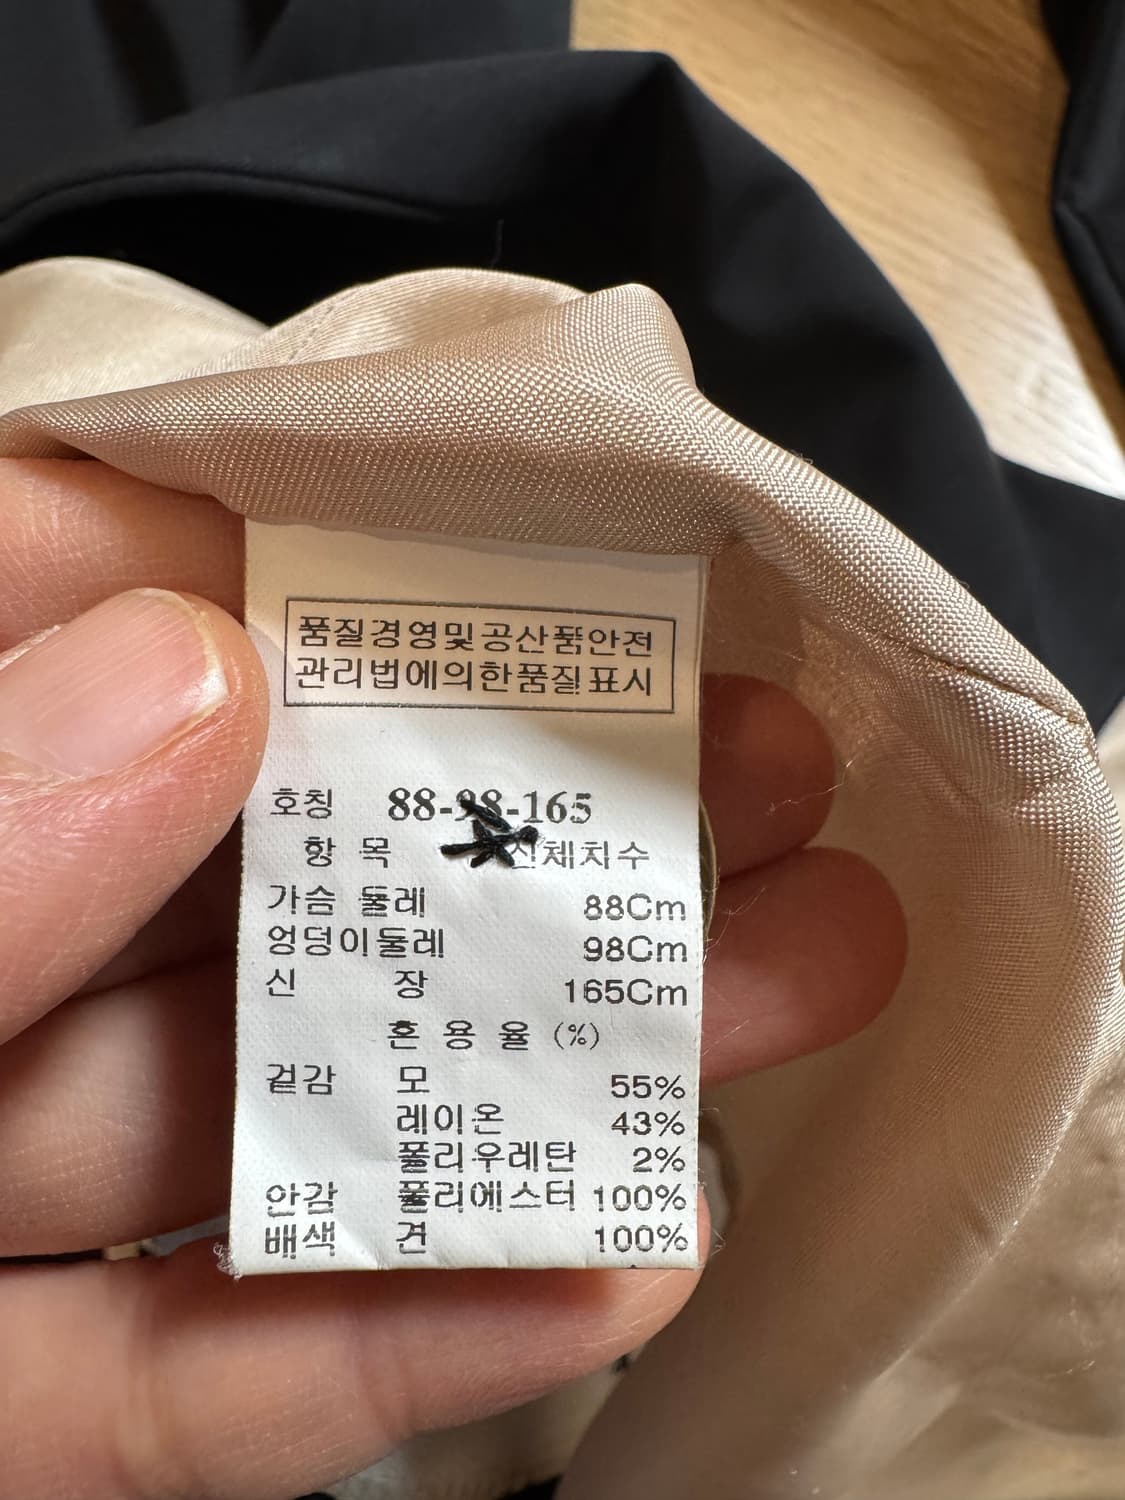 품질경영및공산품안전
관리법에의한품질표시
호칭 88-98-165
항 목 신체치수
가슴 둘레 88Cm
엉덩이둘레 98Cm
신 장 165Cm
혼 용 율 (%)
겉감 모 55%
레이온 43%
폴리우레탄 2%
안감 폴리에스터 100%
배색 견 100%